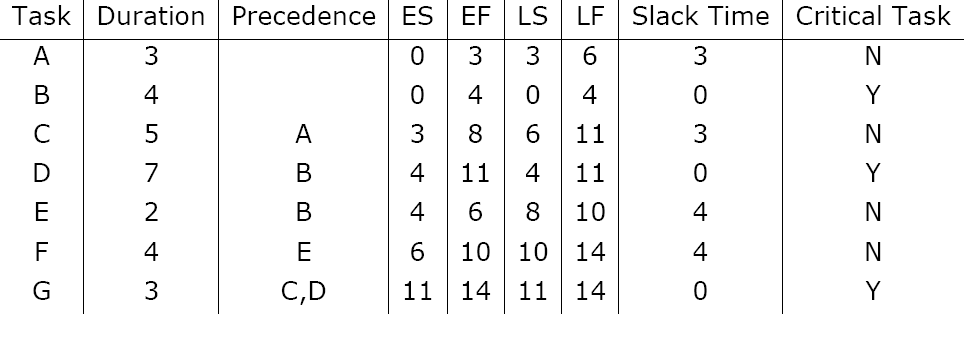 Task Duration Precedence ES EF LS LF Slack Time Critical Task
A 3 0 3 3 6 3 N
B 4 0 4 0 4 0 Y
C 5 A 3 8 6 11 3 N
D 7 B 4 11 4 11 0 Y
E 2 B 4 6 8 10 4 N
F 4 E 6 10 10 14 4 N
G 3 C,D 11 14 11 14 0 Y